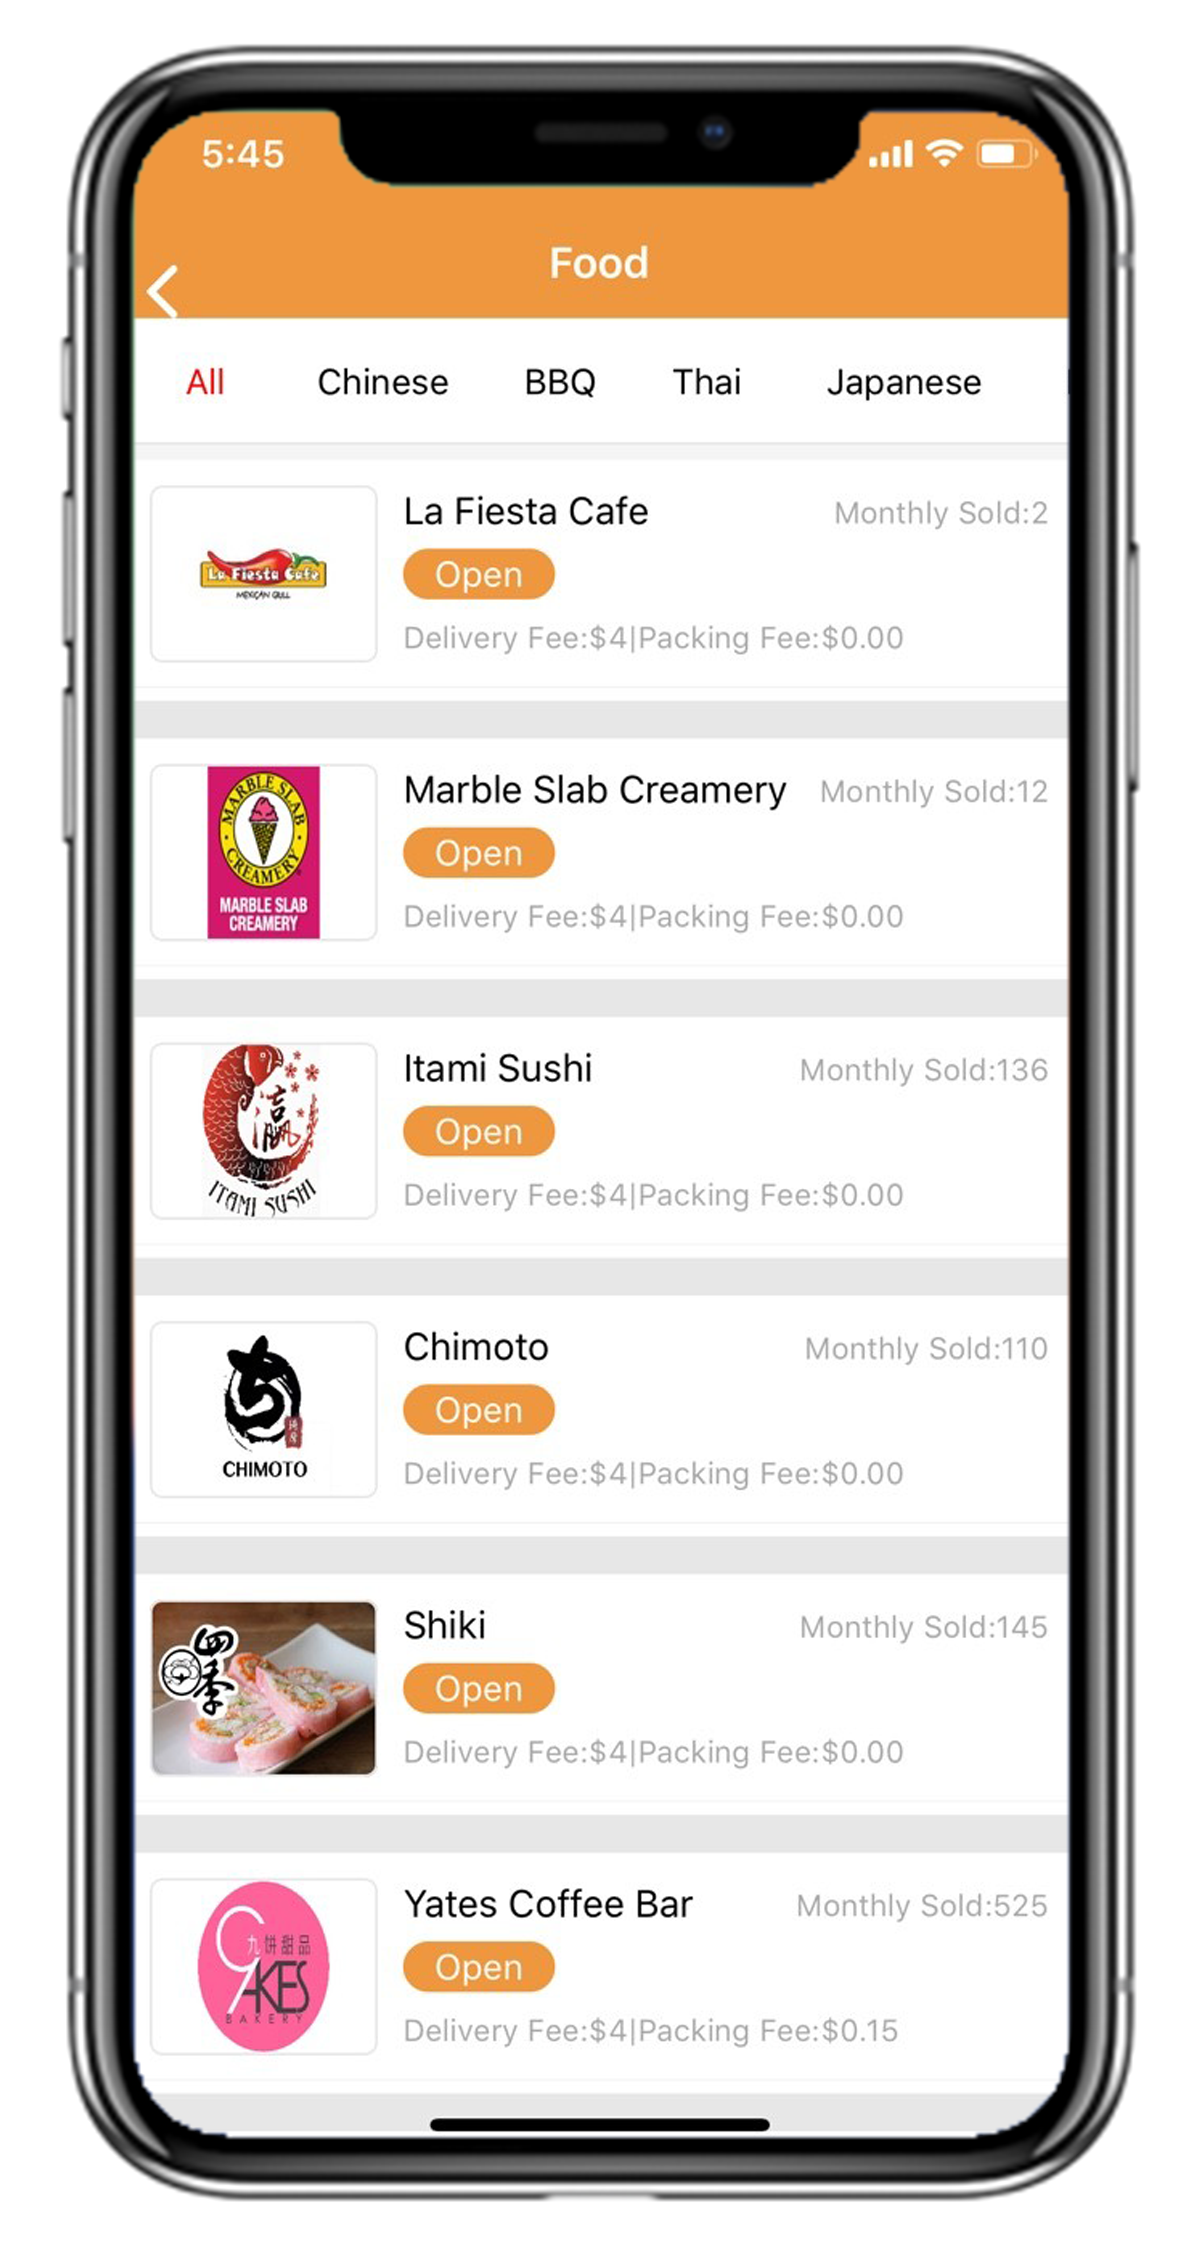 5:45
Food
All Chinese BBQ Thai Japanese
La Fiesta Cafe
MEXICAN GRILL
La Fiesta Cafe Monthly Sold:2
Open
Delivery Fee:$4|Packing Fee:$0.00
MARBLE SLAB
CREAMERY
MARBLE SLAB
CREAMERY
Marble Slab Creamery Monthly Sold:12
Open
Delivery Fee:$4|Packing Fee:$0.00
ITAMI SUSHI
Itami Sushi Monthly Sold:136
Open
Delivery Fee:$4|Packing Fee:$0.00
ち
CHIMOTO
Chimoto Monthly Sold:110
Open
Delivery Fee:$4|Packing Fee:$0.00
四季
Shiki Monthly Sold:145
Open
Delivery Fee:$4|Packing Fee:$0.00
九饼甜品
CAKES
BAKERY
Yates Coffee Bar Monthly Sold:525
Open
Delivery Fee:$4|Packing Fee:$0.15